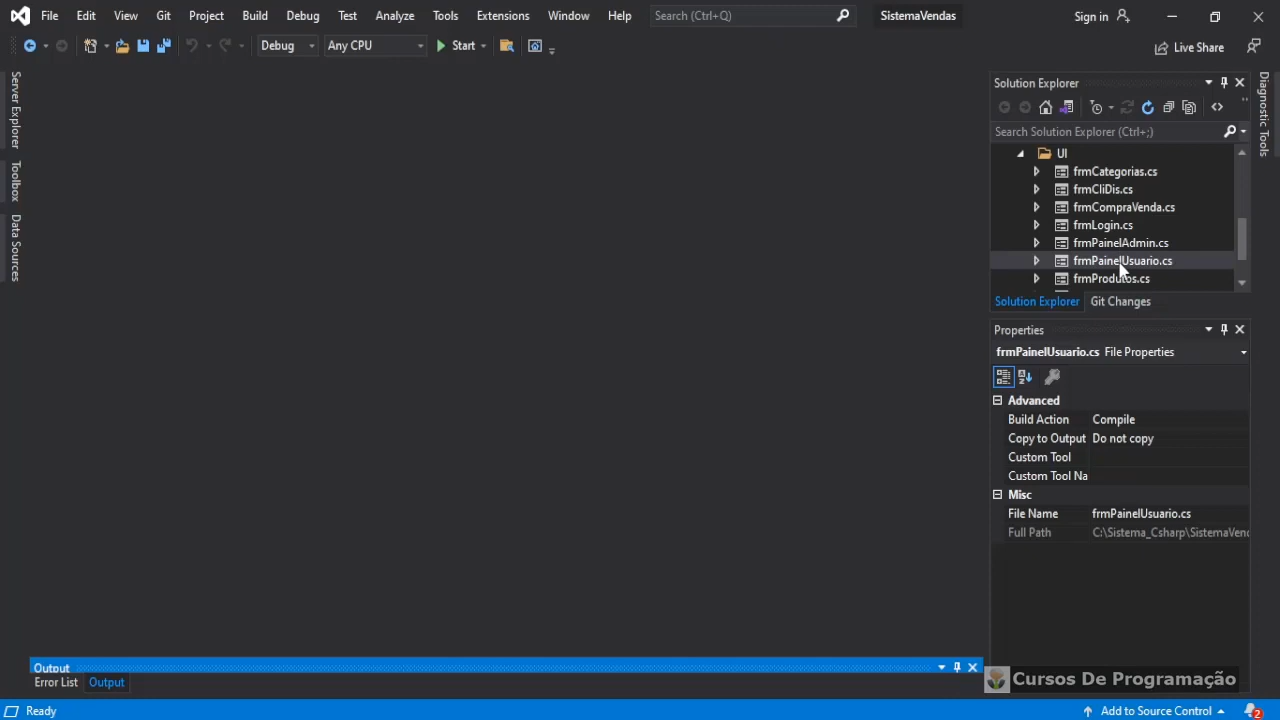 File Edit View Git Project Build Debug Test Analyze Tools Extensions Window Help Search (Ctrl+Q) SistemaVendas Sign in
Debug Any CPU Start Live Share
Server Explorer
Toolbox
Data Sources
Solution Explorer
Search Solution Explorer (Ctrl+;)
UI
frmCategorias.cs
frmCliDis.cs
frmCompraVenda.cs
frmLogin.cs
frmPainelAdmin.cs
frmPainelUsuario.cs
frmProdutos.cs
Solution Explorer Git Changes
Diagnostic Tools
Properties
frmPainelUsuario.cs File Properties
Advanced
Build Action Compile
Copy to Output Do not copy
Custom Tool
Custom Tool Na
Misc
File Name frmPainelUsuario.cs
Full Path C:\Sistema_Csharp\SistemaVend
Output
Error List Output
Cursos De Programação
Ready Add to Source Control 2